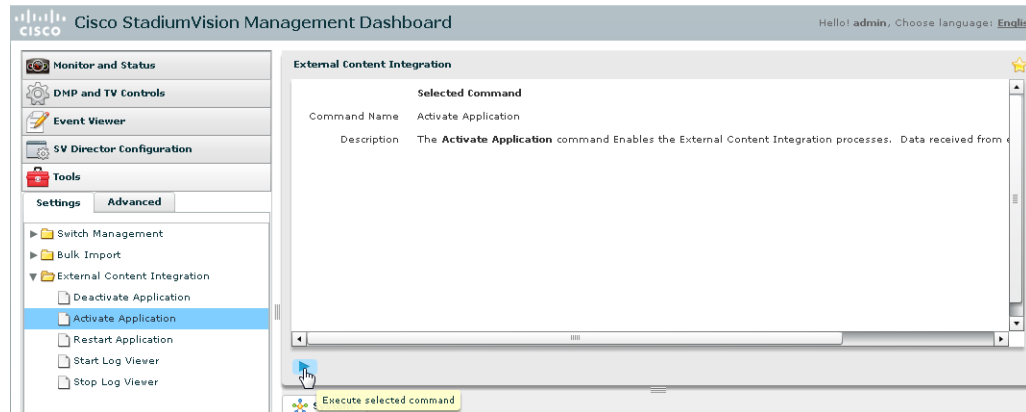 CISCO
Cisco StadiumVision Management Dashboard
Hello! admin, Choose language:
Monitor and Status
DMP and TV Controls
Event Viewer
SV Director Configuration
Tools
Settings
Advanced
Switch Management
Bulk Import
External Content Integration
Deactivate Application
Activate Application
Restart Application
Start Log Viewer
Stop Log Viewer
External Content Integration
Selected Command
Command Name Activate Application
Description The Activate Application command Enables the External Content Integration processes. Data received from
Execute selected command